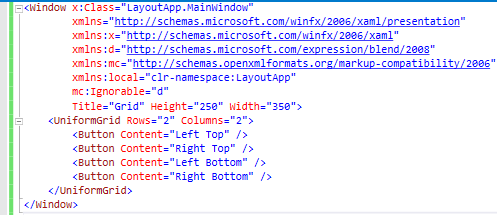 <Window x:Class="LayoutApp.MainWindow"
xmlns="http://schemas.microsoft.com/winfx/2006/xaml/presentation"
xmlns:x="http://schemas.microsoft.com/winfx/2006/xaml"
xmlns:d="http://schemas.microsoft.com/expression/blend/2008"
xmlns:mc="http://schemas.openxmlformats.org/markup-compatibility/2006"
xmlns:local="clr-namespace:LayoutApp"
mc:Ignorable="d"
Title="Grid" Height="250" Width="350">
<UniformGrid Rows="2" Columns="2">
<Button Content="Left Top" />
<Button Content="Right Top" />
<Button Content="Left Bottom" />
<Button Content="Right Bottom" />
</UniformGrid>
</Window>